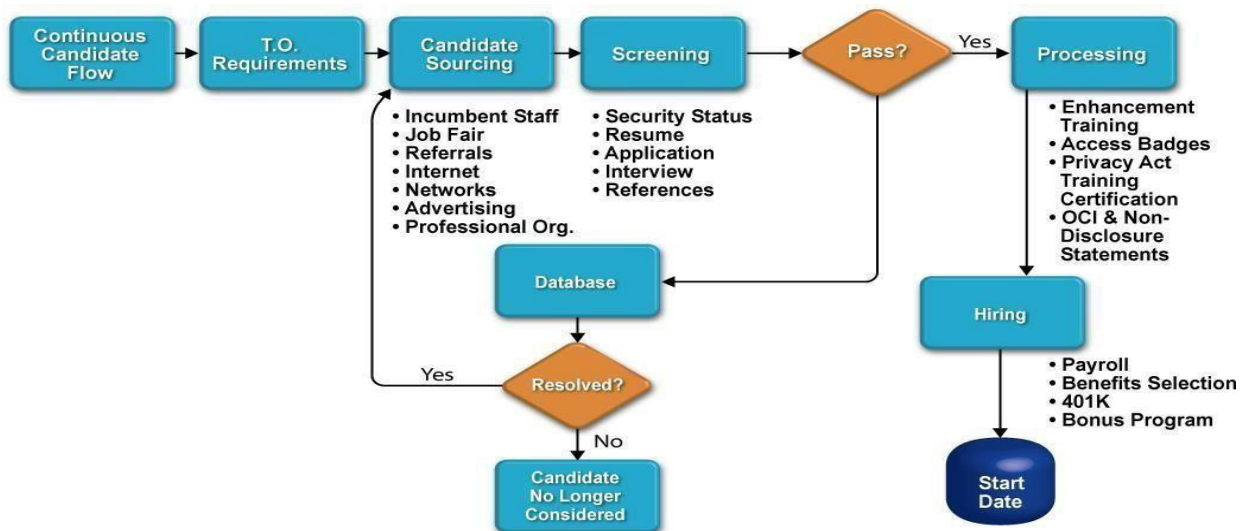 Continuous
Candidate
Flow
T.O.
Requirements
Candidate
Sourcing
Screening
Pass?
Yes
Processing
• Incumbent Staff
• Job Fair
• Referrals
• Internet
• Networks
• Advertising
• Professional Org.
• Security Status
• Resume
• Application
• Interview
• References
• Enhancement
Training
• Access Badges
• Privacy Act
Training
Certification
• OCI & Non-
Disclosure
Statements
Database
Hiring
Resolved?
Yes
No
• Payroll
• Benefits Selection
• 401K
• Bonus Program
Candidate
No Longer
Considered
Start
Date